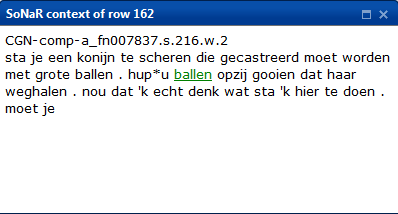 SoNaR context of row 162
CGN-comp-a_fn007837.s.216.w.2
sta je een konijn te scheren die gecastreerd moet worden
met grote ballen . hup*u ballen opzij gooien dat haar
weghalen . nou dat 'k echt denk wat sta 'k hier te doen .
moet je